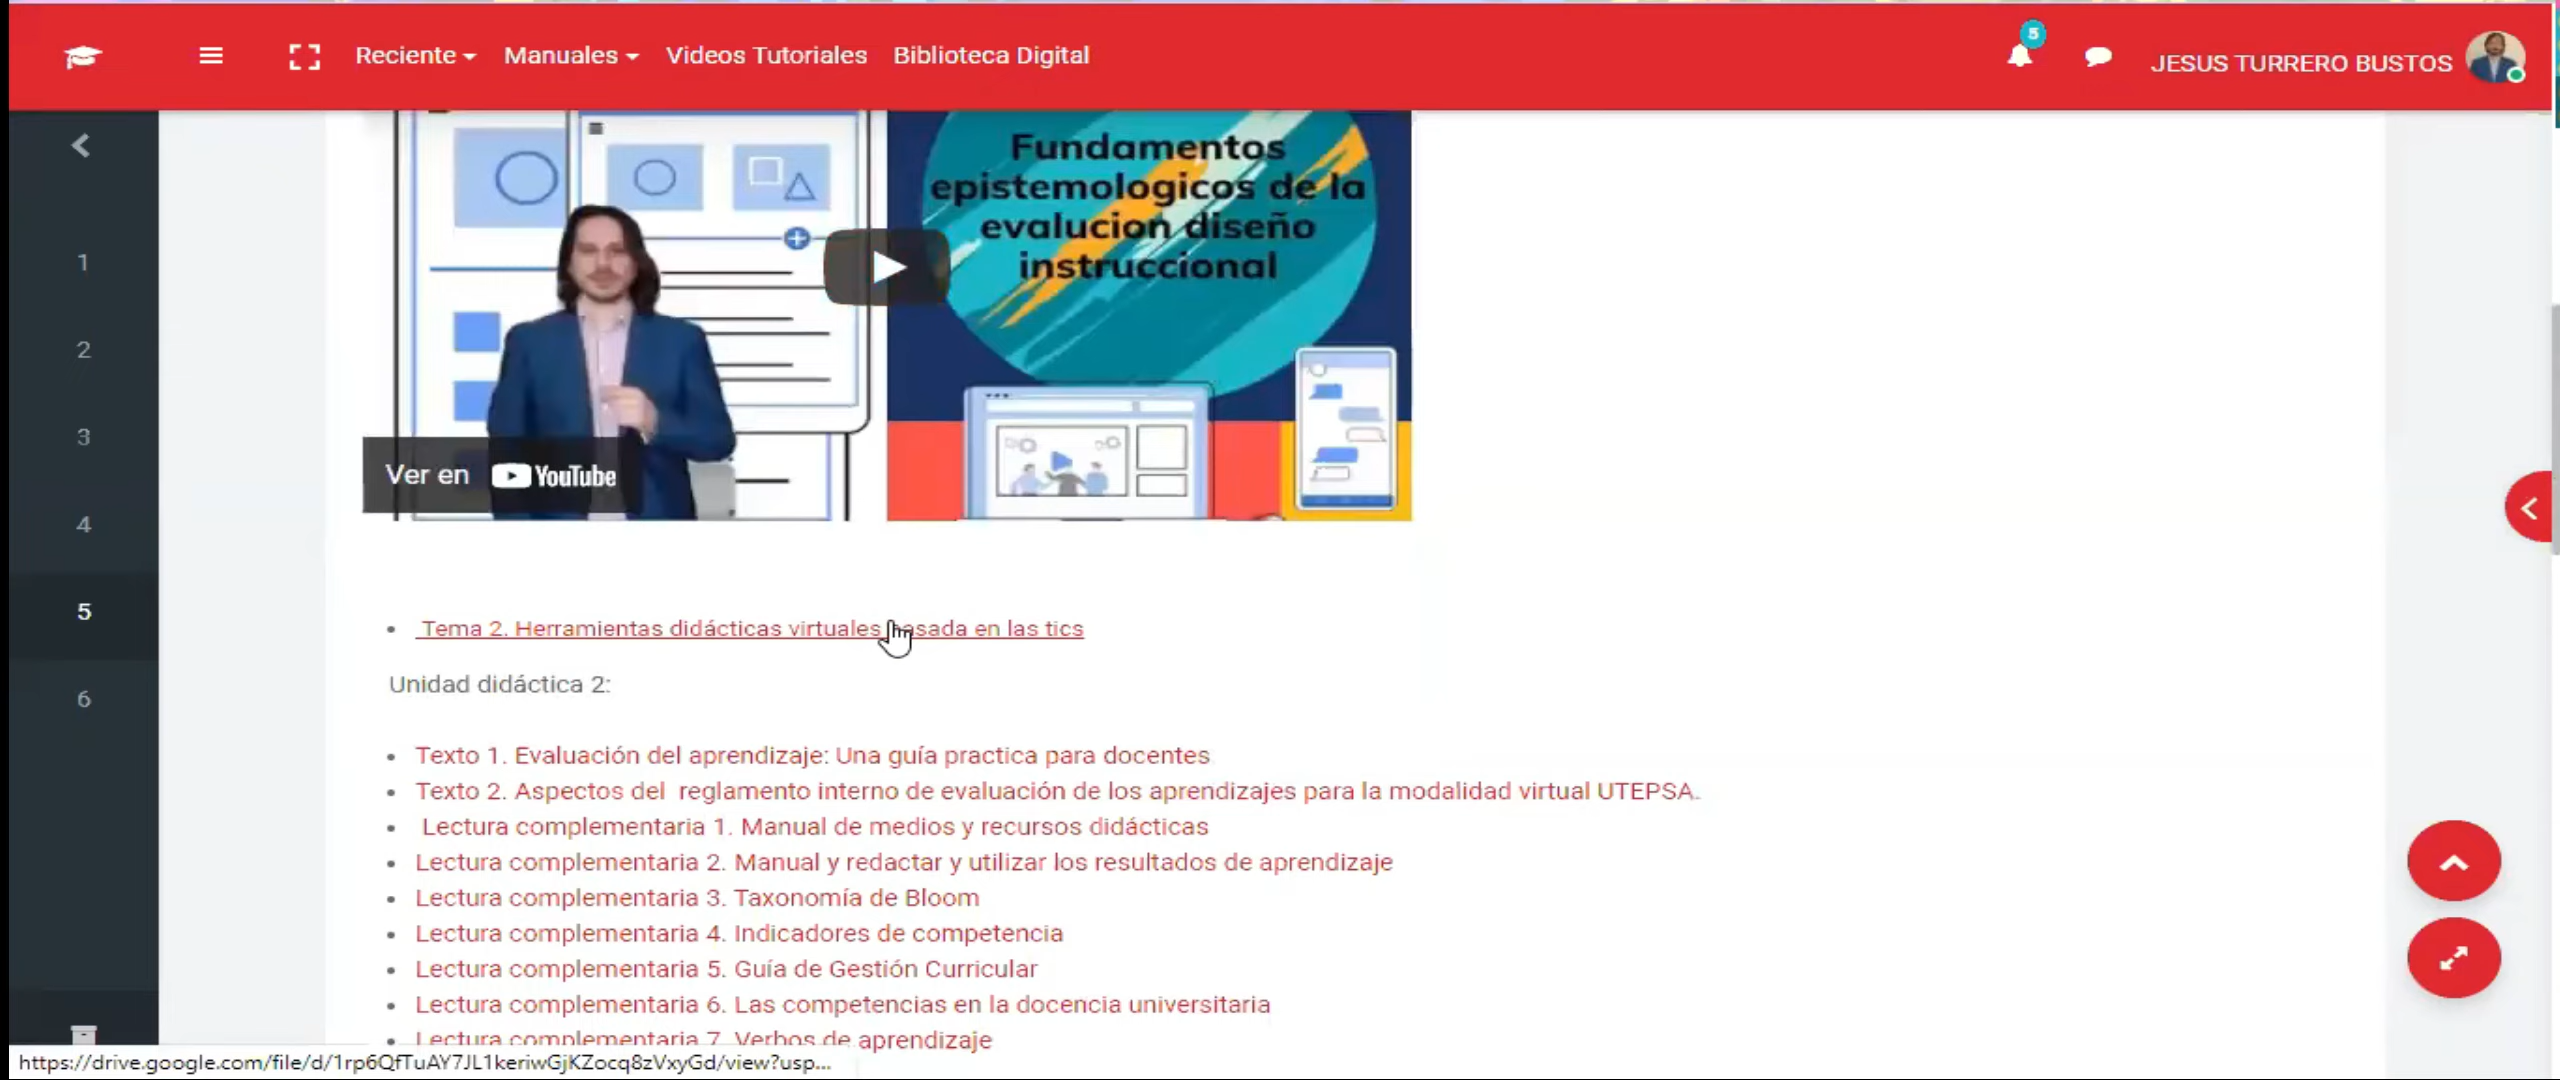 Reciente
Manuales
Videos Tutoriales
Biblioteca Digital
5
JESUS TURRERO BUSTOS
1
2
3
4
5
6
Fundamentos
epistemologicos de la
evalucion diseño
instruccional
Ver en YouTube
Tema 2. Herramientas didácticas virtuales basada en las tics
Unidad didáctica 2:
Texto 1. Evaluación del aprendizaje: Una guía practica para docentes
Texto 2. Aspectos del reglamento interno de evaluación de los aprendizajes para la modalidad virtual UTEPSA.
Lectura complementaria 1. Manual de medios y recursos didácticas
Lectura complementaria 2. Manual y redactar y utilizar los resultados de aprendizaje
Lectura complementaria 3. Taxonomía de Bloom
Lectura complementaria 4. Indicadores de competencia
Lectura complementaria 5. Guía de Gestión Curricular
Lectura complementaria 6. Las competencias en la docencia universitaria
Lectura complementaria 7. Verbos de aprendizaje
https://drive.google.com/file/d/1rp6QfTuAY7JL1keriwGjKZocq8zVxyGd/view?usp...